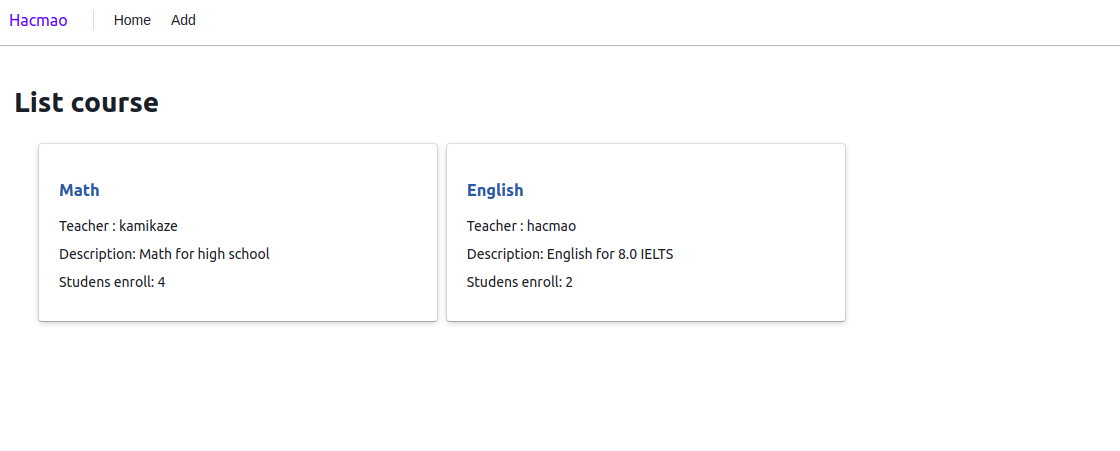 Hacmao Home Add
List course
Math
Teacher : kamikaze
Description: Math for high school
Studens enroll: 4
English
Teacher : hacmao
Description: English for 8.0 IELTS
Studens enroll: 2